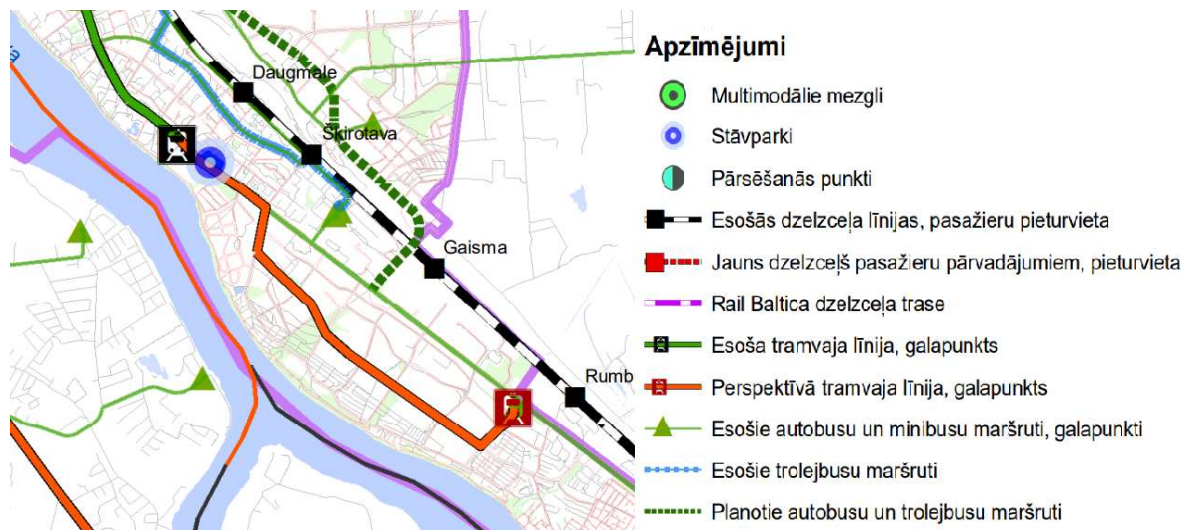 Daugmale
Šķirotava
Gaisma
Rumb
Apzīmējumi
Multimodālie mezgli
Stāvparki
Pārsēšanās punkti
Esošās dzelzceļa līnijas, pasažieru pieturvieta
Jauns dzelzceļš pasažieru pārvadājumiem, pieturvieta
Rail Baltica dzelzceļa trase
Esoša tramvaja līnija, galapunkts
Perspektīvā tramvaja līnija, galapunkts
Esošie autobusu un minibusu maršruti, galapunkti
Esošie trolejbusu maršruti
Plānotie autobusu un trolejbusu maršruti